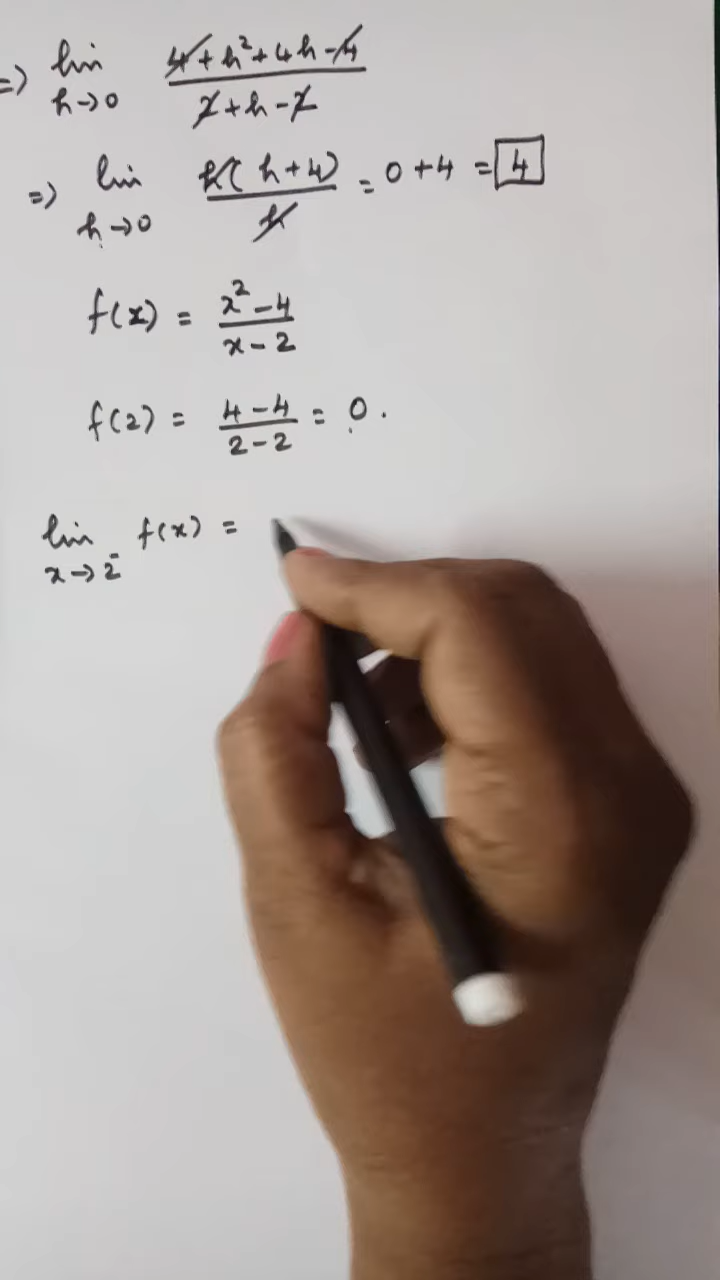 => lim h→0 (4 + h² + 4h - 4) / (2 + h - 2)
=> lim h→0 h(h + 4) / h = 0 + 4 = 4
f(x) = (x² - 4) / (x - 2)
f(2) = (4 - 4) / (2 - 2) = 0.
lim x→2⁻ f(x) =